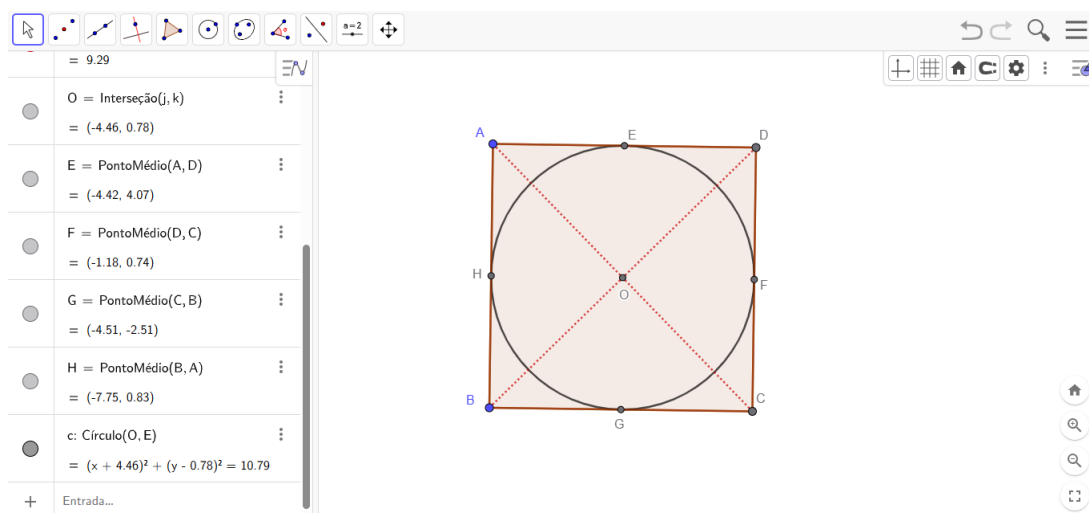 a=2
= 9.29
O = Interseção(j, k)
= (-4.46, 0.78)
E = PontoMédio(A, D)
= (-4.42, 4.07)
F = PontoMédio(D, C)
= (-1.18, 0.74)
G = PontoMédio(C, B)
= (-4.51, -2.51)
H = PontoMédio(B, A)
= (-7.75, 0.83)
c: Círculo(O, E)
= (x + 4.46)² + (y - 0.78)² = 10.79
Entrada...
A E D
H F
O
B C
G